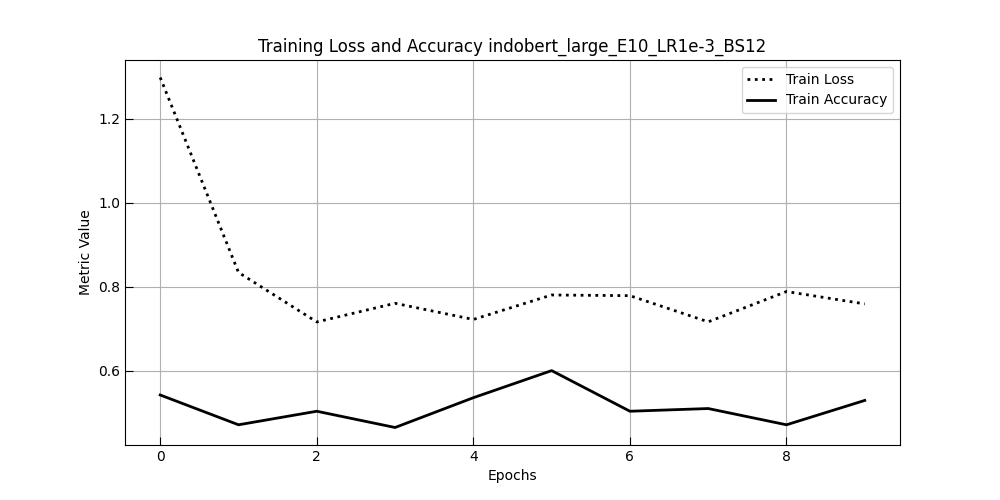 Training Loss and Accuracy indobert_large_E10_LR1e-3_BS12
Train Loss
Train Accuracy
1.2
1.0
0.8
0.6
Metric Value
0 2 4 6 8
Epochs